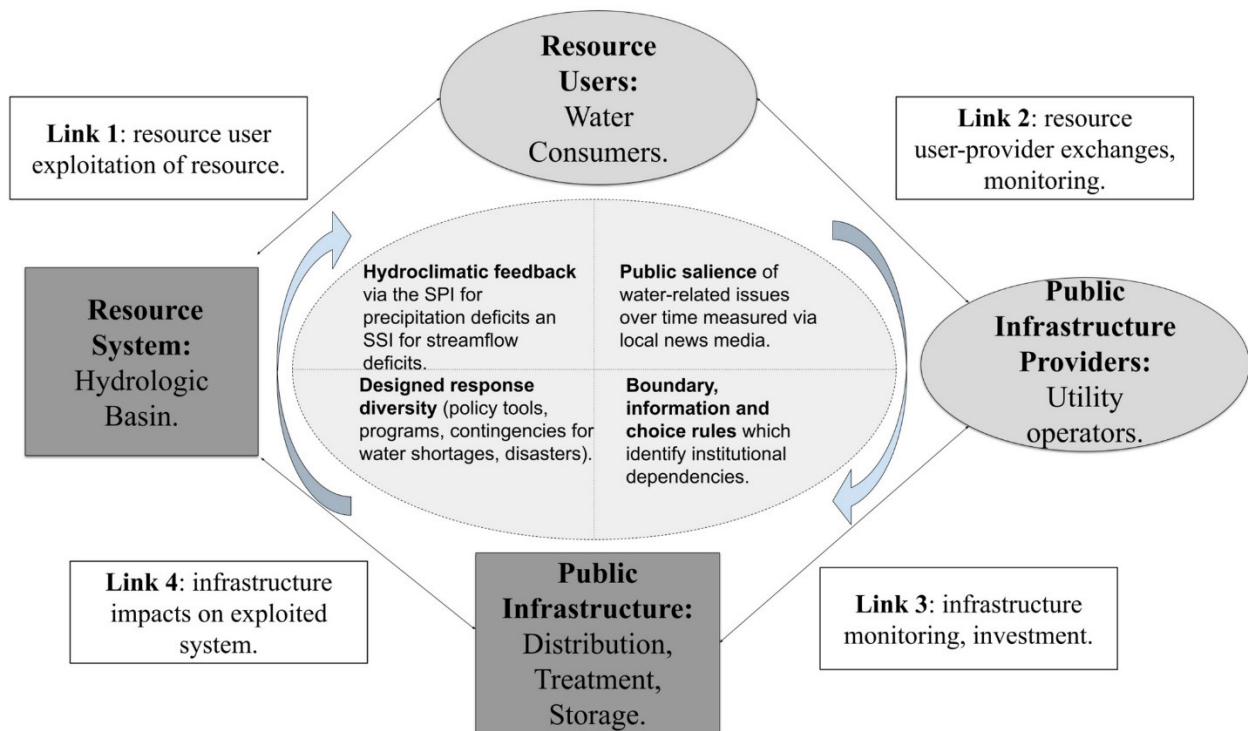 Resource
Users:
Water
Consumers.
Link 1: resource user
exploitation of resource.
Link 2: resource
user-provider exchanges,
monitoring.
Hydroclimatic feedback
via the SPI for
precipitation deficits an
SSI for streamflow
deficits.
Public salience of
water-related issues
over time measured via
local news media.
Resource
System:
Hydrologic
Basin.
Public
Infrastructure
Providers:
Utility
operators.
Designed response
diversity (policy tools,
programs, contingencies for
water shortages, disasters).
Boundary,
information and
choice rules which
identify institutional
dependencies.
Link 4: infrastructure
impacts on exploited
system.
Public
Infrastructure:
Distribution,
Treatment,
Storage.
Link 3: infrastructure
monitoring, investment.